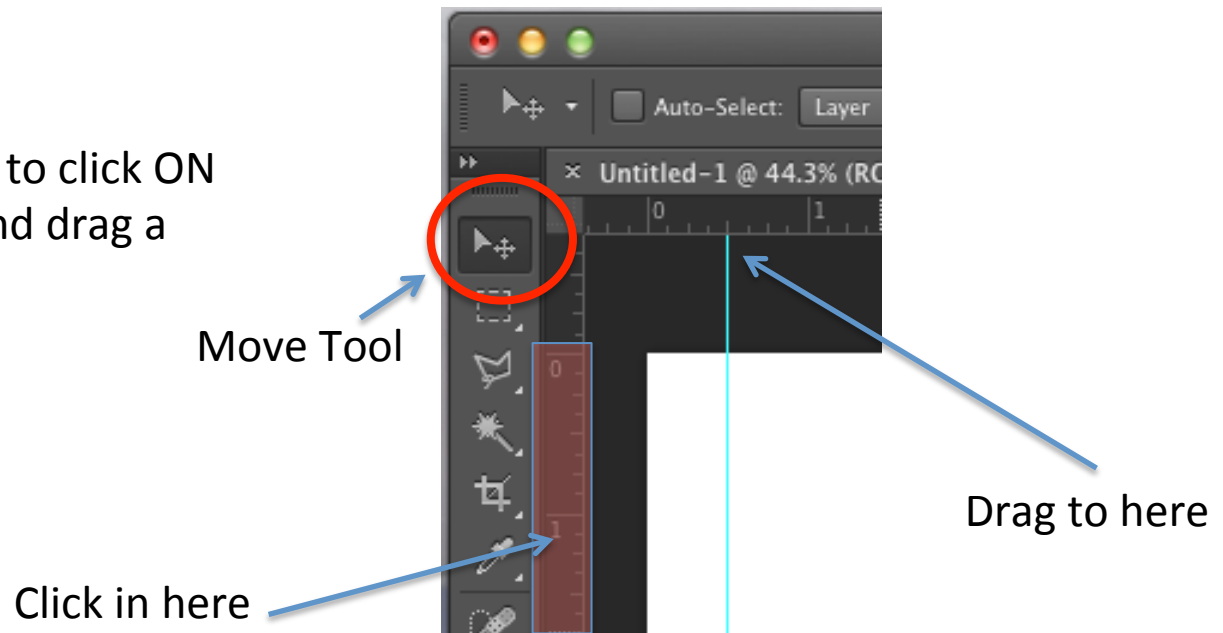 to click ON
nd drag a
Move Tool
Click in here
Drag to here
Auto-Select: Layer
× Untitled-1 @ 44.3% (RG
0 1
0
1